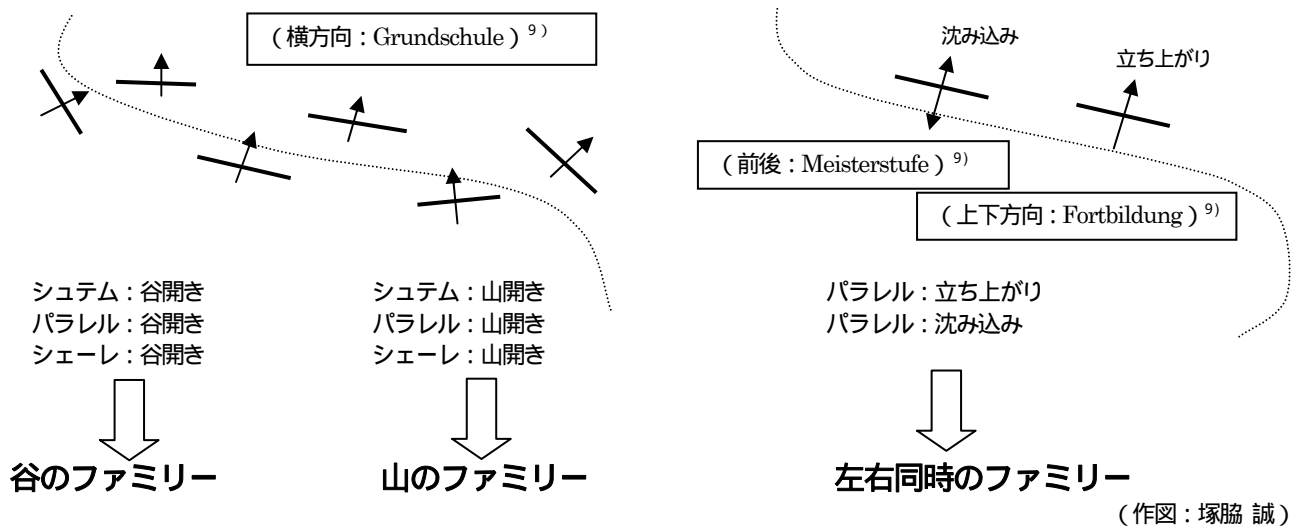 （横方向：Grundschule）9）
沈み込み
立ち上がり
（前後：Meisterstufe）9)
（上下方向：Fortbildung）9)
シュテム：谷開き
パラレル：谷開き
シェーレ：谷開き
シュテム：山開き
パラレル：山開き
シェーレ：山開き
パラレル：立ち上がり
パラレル：沈み込み
谷のファミリー
山のファミリー
左右同時のファミリー
（作図：塚脇 誠）